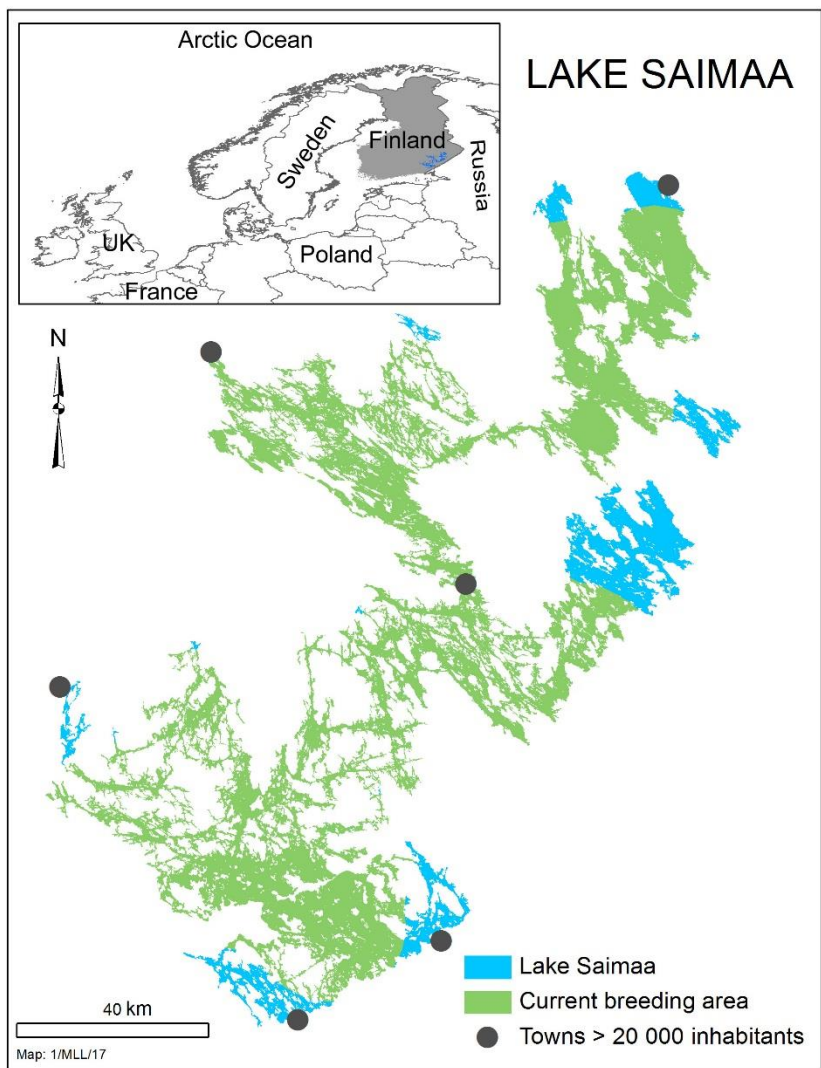 Arctic Ocean
LAKE SAIMAA
Finland
Sweden
Russia
UK
Poland
France
N
Lake Saimaa
Current breeding area
40 km
Towns > 20 000 inhabitants
Map: 1/MLL/17